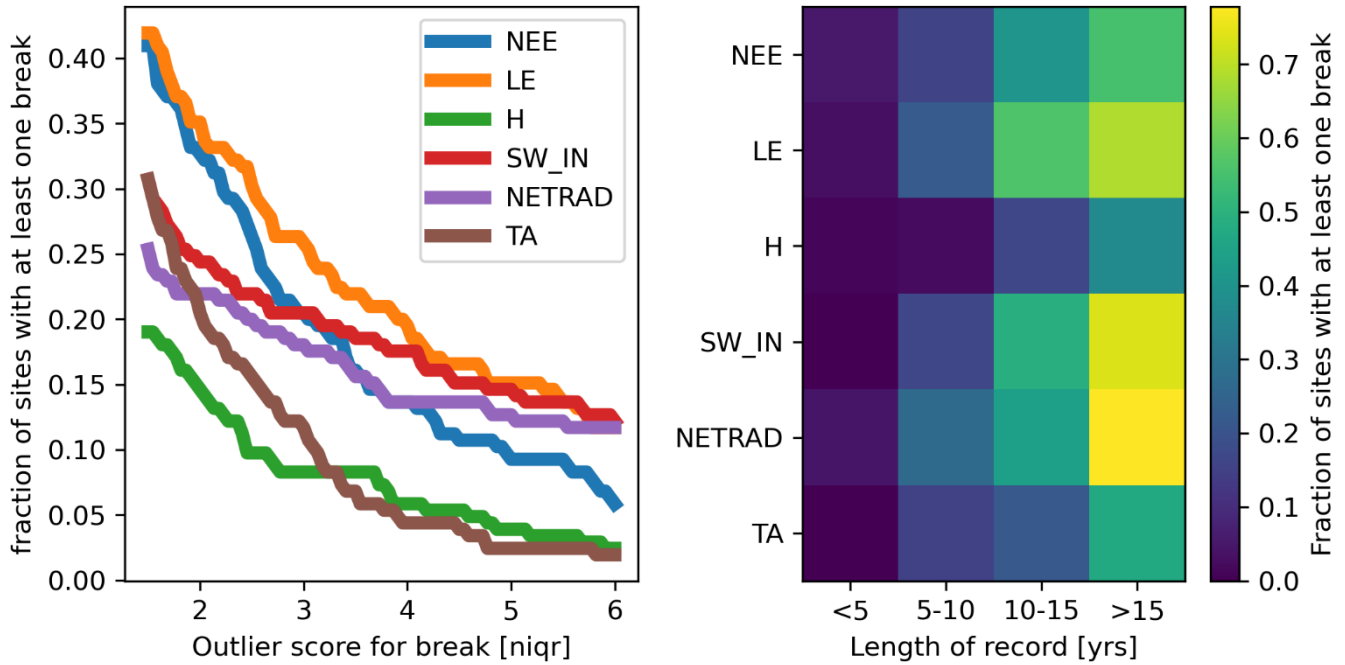 fraction of sites with at least one break
0.40
0.35
0.30
0.25
0.20
0.15
0.10
0.05
0.00
2
3
4
5
6
Outlier score for break [niqr]
NEE
LE
H
SW_IN
NETRAD
TA
NEE
LE
H
SW_IN
NETRAD
TA
<5
5-10
10-15
>15
Length of record [yrs]
0.7
0.6
0.5
0.4
0.3
0.2
0.1
0.0
Fraction of sites with at least one break